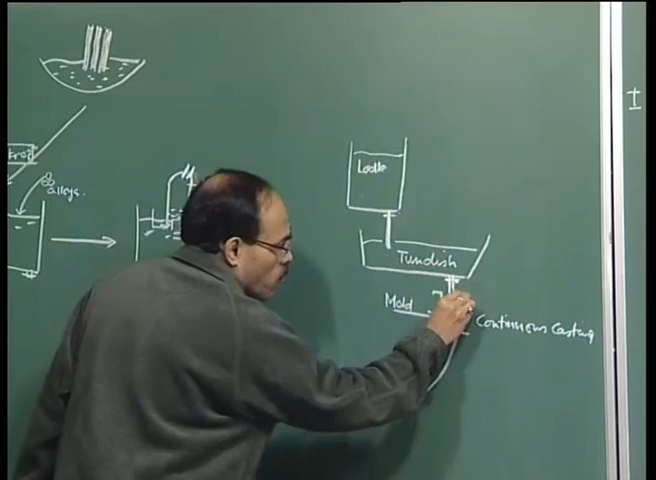 alloys.
Ladle
Tundish
Mold
Continuous Casting
I